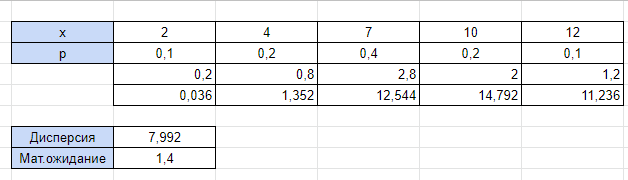 x 2 4 7 10 12
p 0,1 0,2 0,4 0,2 0,1
0,2 0,8 2,8 2 1,2
0,036 1,352 12,544 14,792 11,236
Дисперсия 7,992
Мат.ожидание 1,4